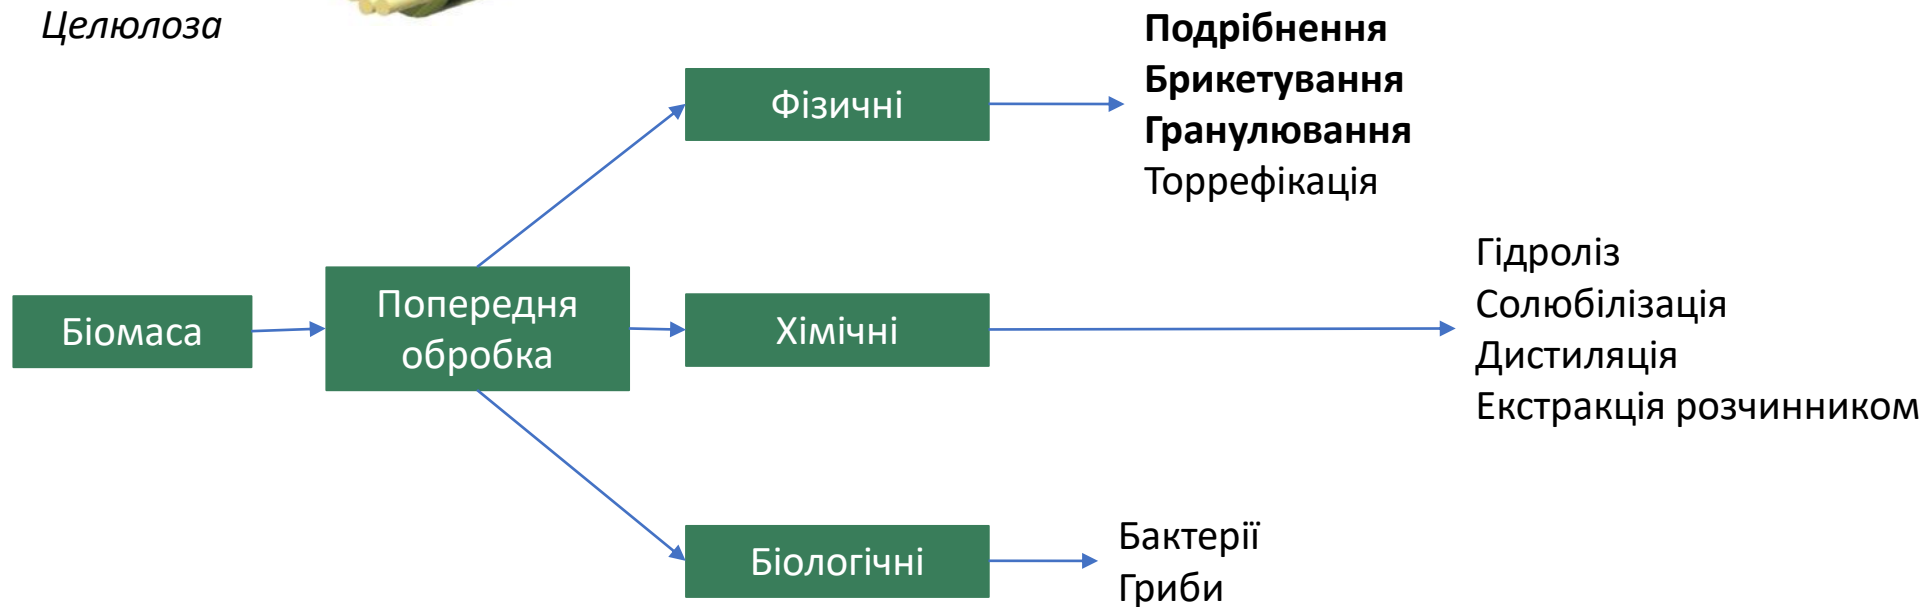 Целюлоза
Подрібнення
Брикетування
Гранулювання
Торрефікація
Фізичні
Біомаса
Попередня
обробка
Хімічні
Гідроліз
Солюбілізація
Дистиляція
Екстракція розчинником
Біологічні
Бактерії
Гриби